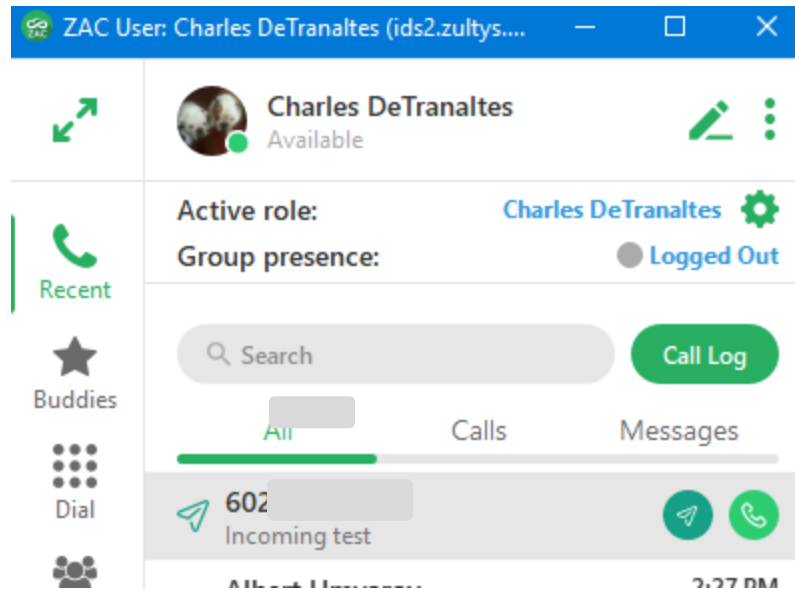 ZAC User: Charles DeTranaltes (ids2.zultys....
Charles DeTranaltes
Available
Active role: Charles DeTranaltes
Group presence: Logged Out
Recent
Search
Call Log
Buddies
All Calls Messages
Dial
602
Incoming test
2:27 PM